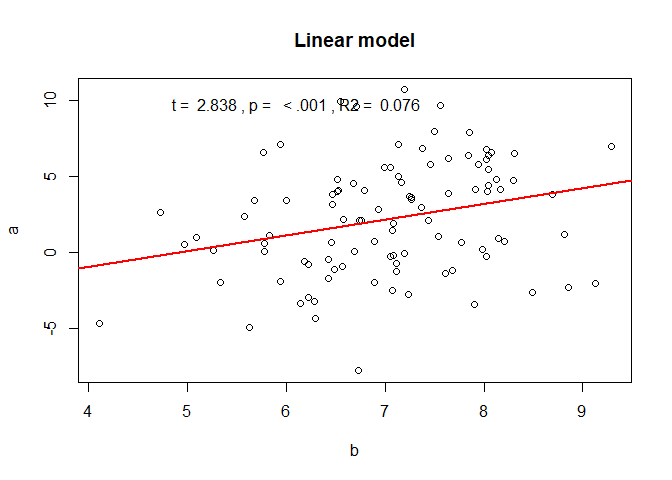 Linear model
t = 2.838 , p = < .001 , R2 = 0.076
10
5
0
-5
a
4 5 6 7 8 9
b